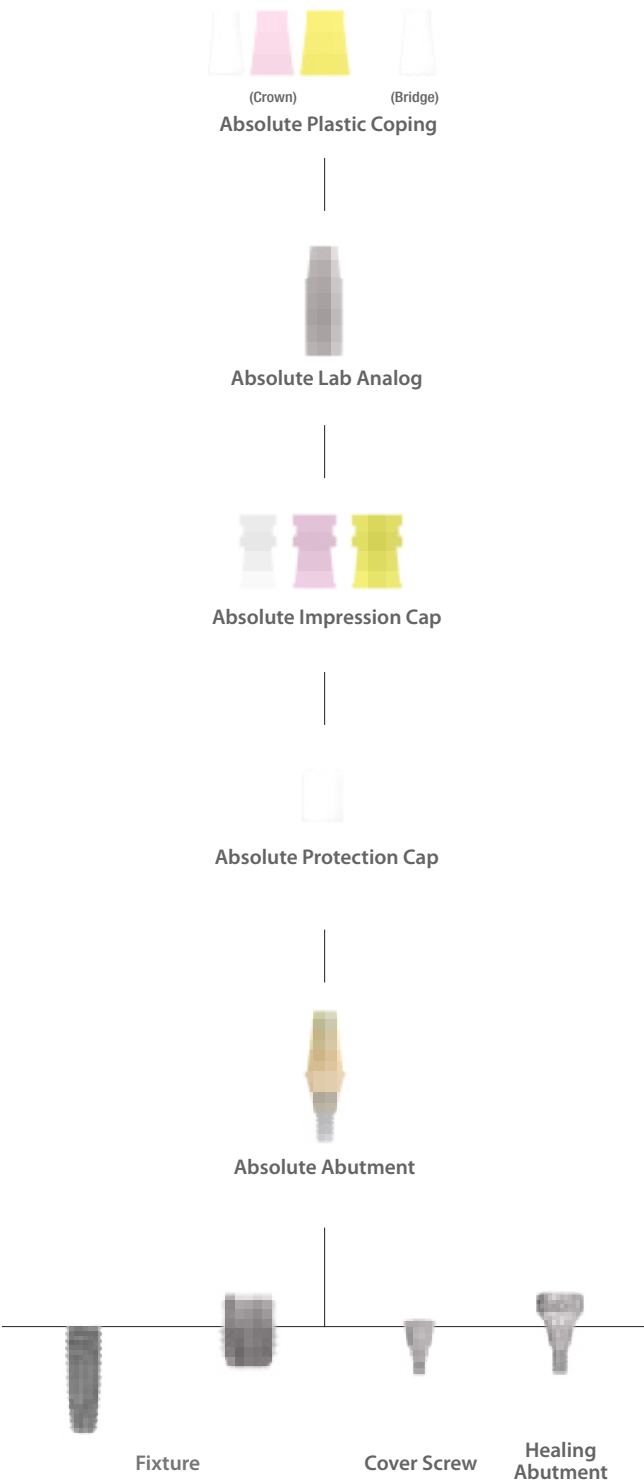 (Crown) (Bridge)
Absolute Plastic Coping
Absolute Lab Analog
Absolute Impression Cap
Absolute Protection Cap
Absolute Abutment
Fixture
Cover Screw
Healing
Abutment